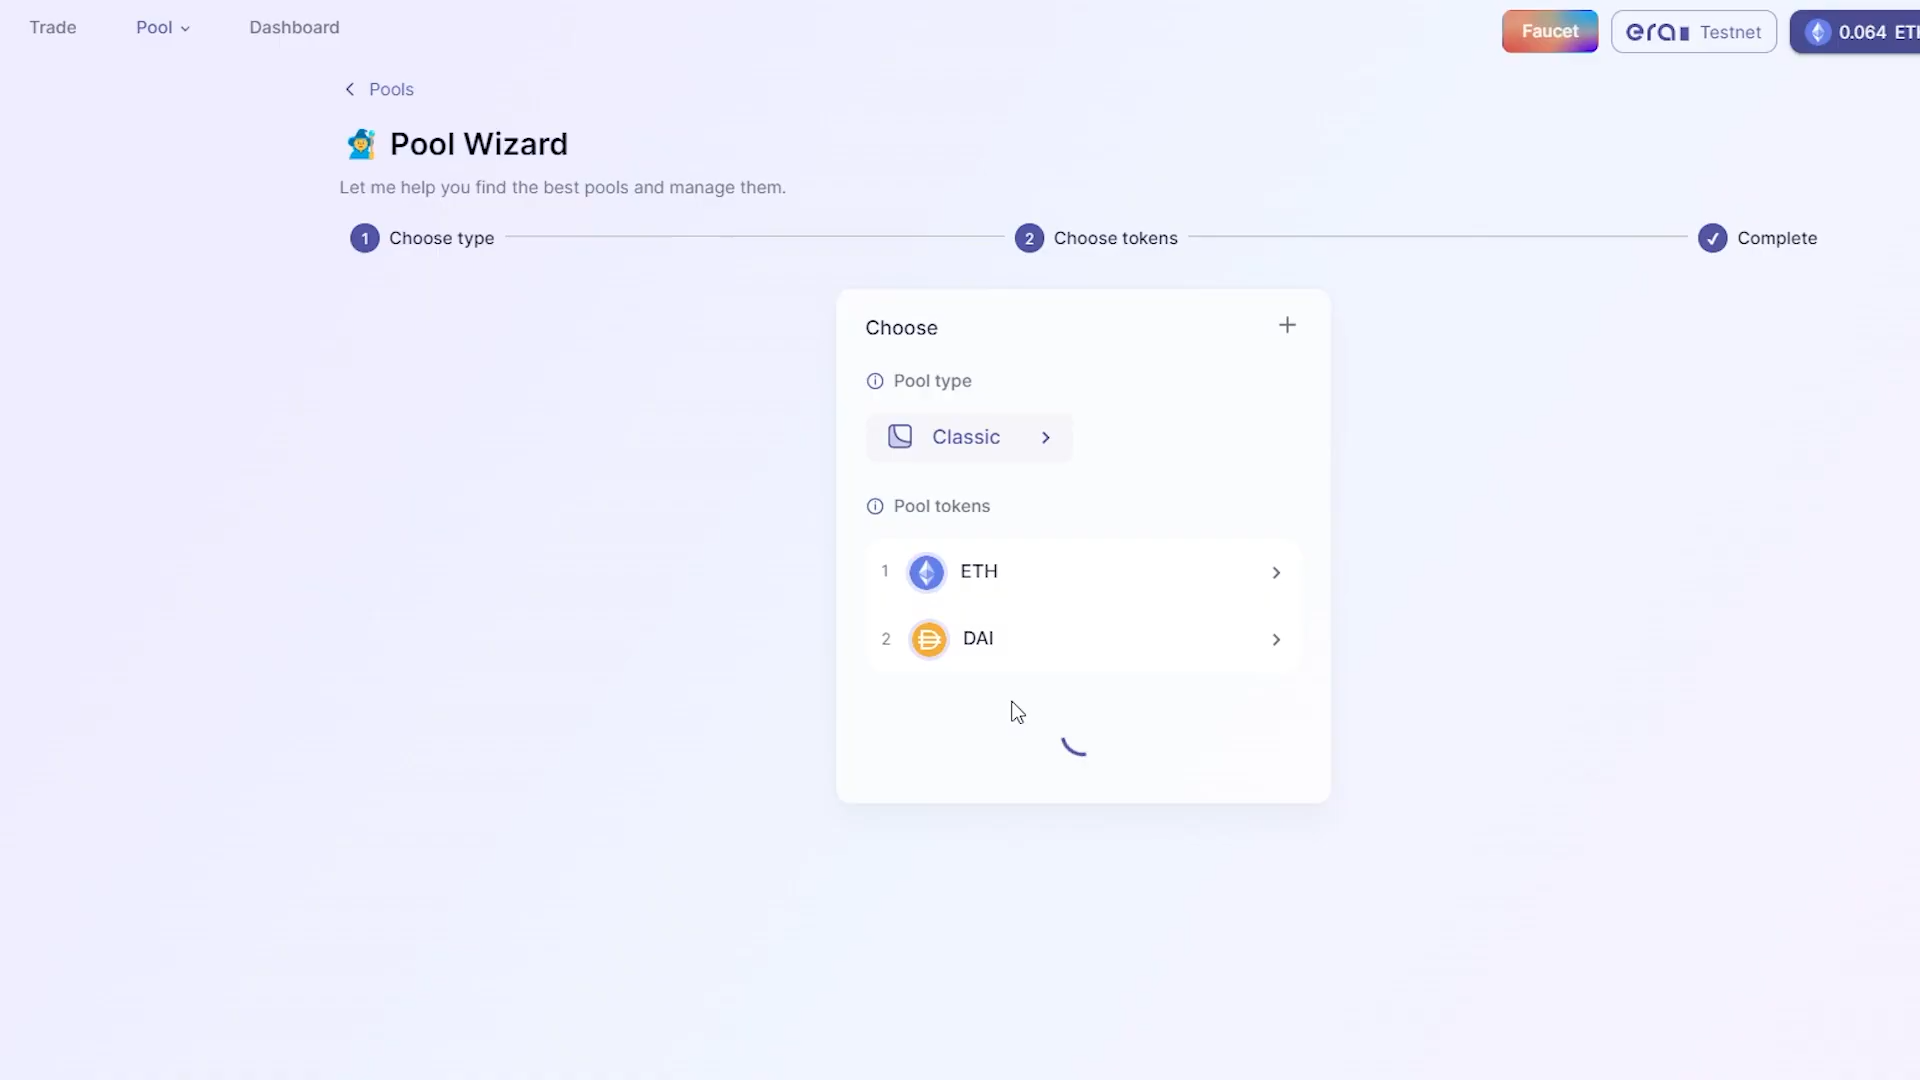 Trade
Pool
Dashboard
Faucet
era Testnet
0.064 ETH
Pools
Pool Wizard
Let me help you find the best pools and manage them.
1 Choose type
2 Choose tokens
Complete
Choose
Pool type
Classic
Pool tokens
1 ETH
2 DAI